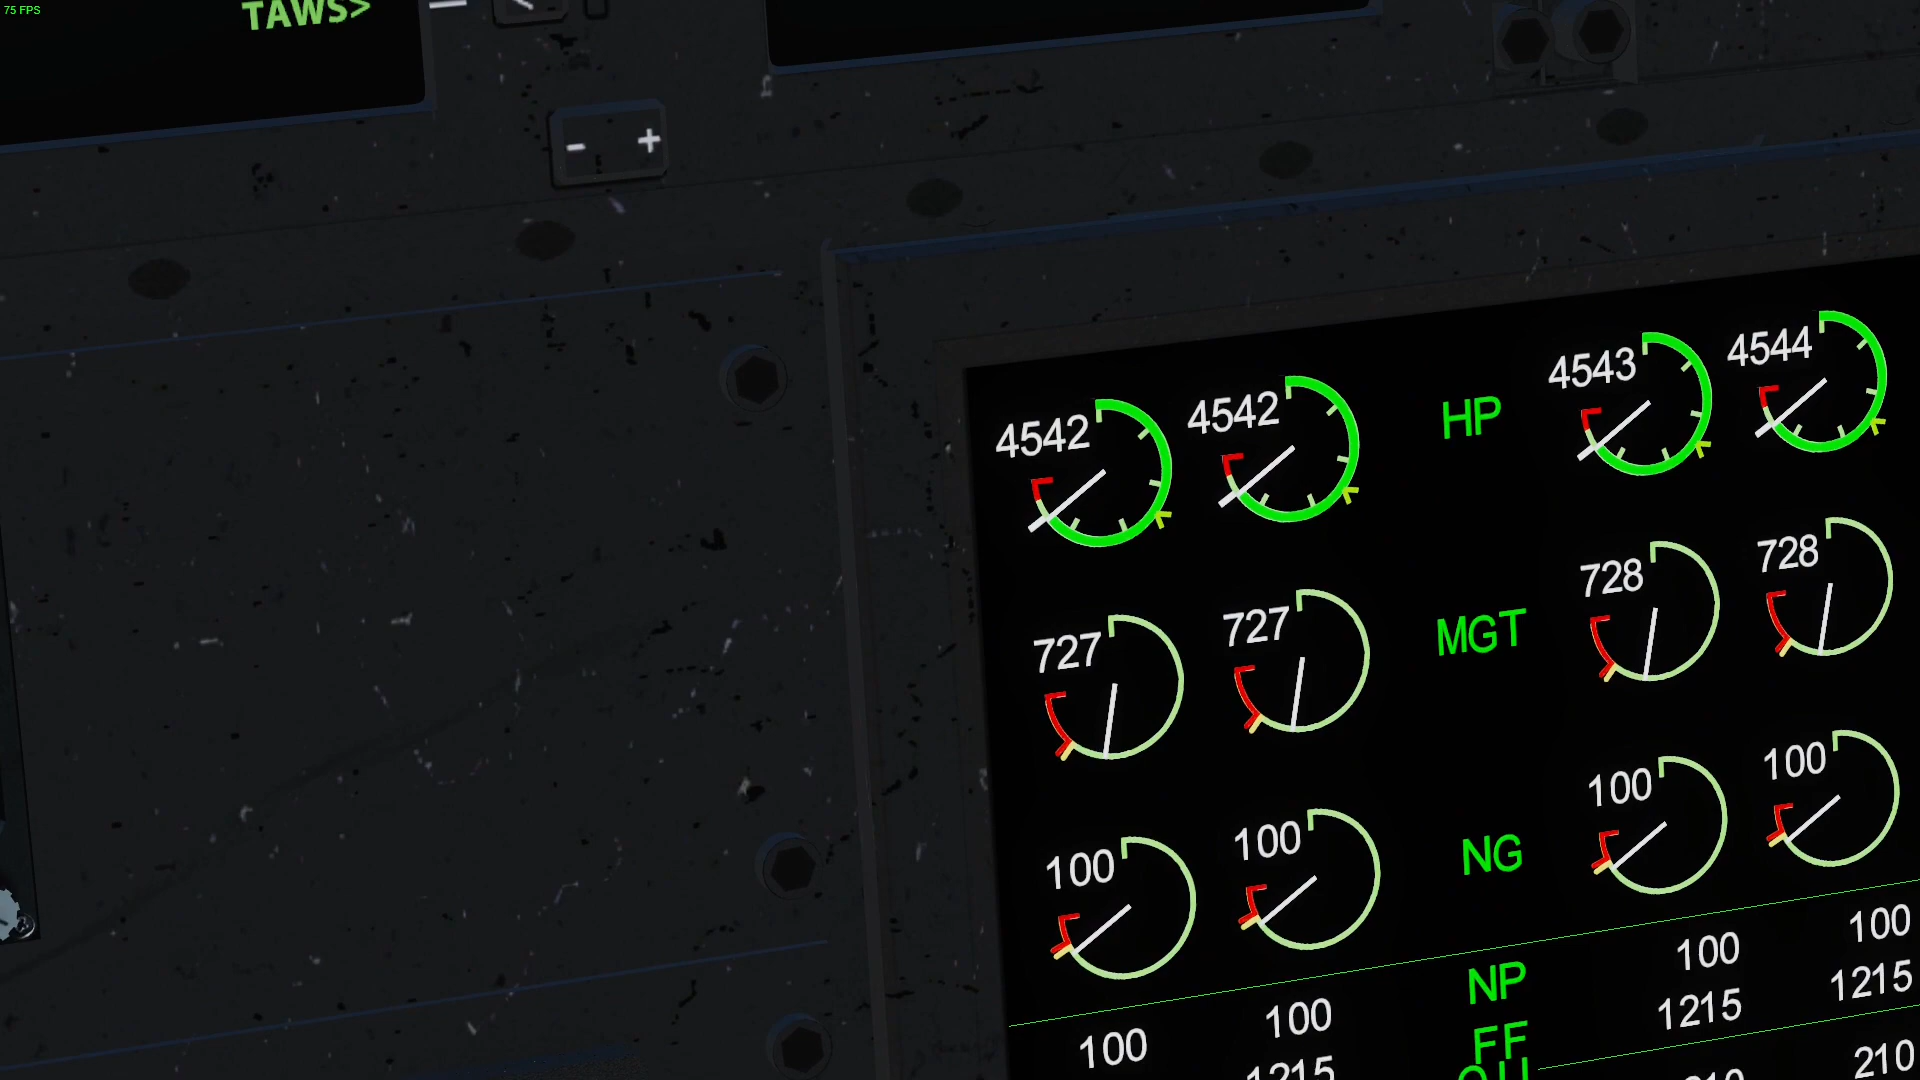 75 FPS
TAWS>
- +
4542 4542 HP 4543 4544
727 727 MGT 728 728
100 100 NG 100 100
100 100 NP 100 100
1215 FF 1215 1215
210